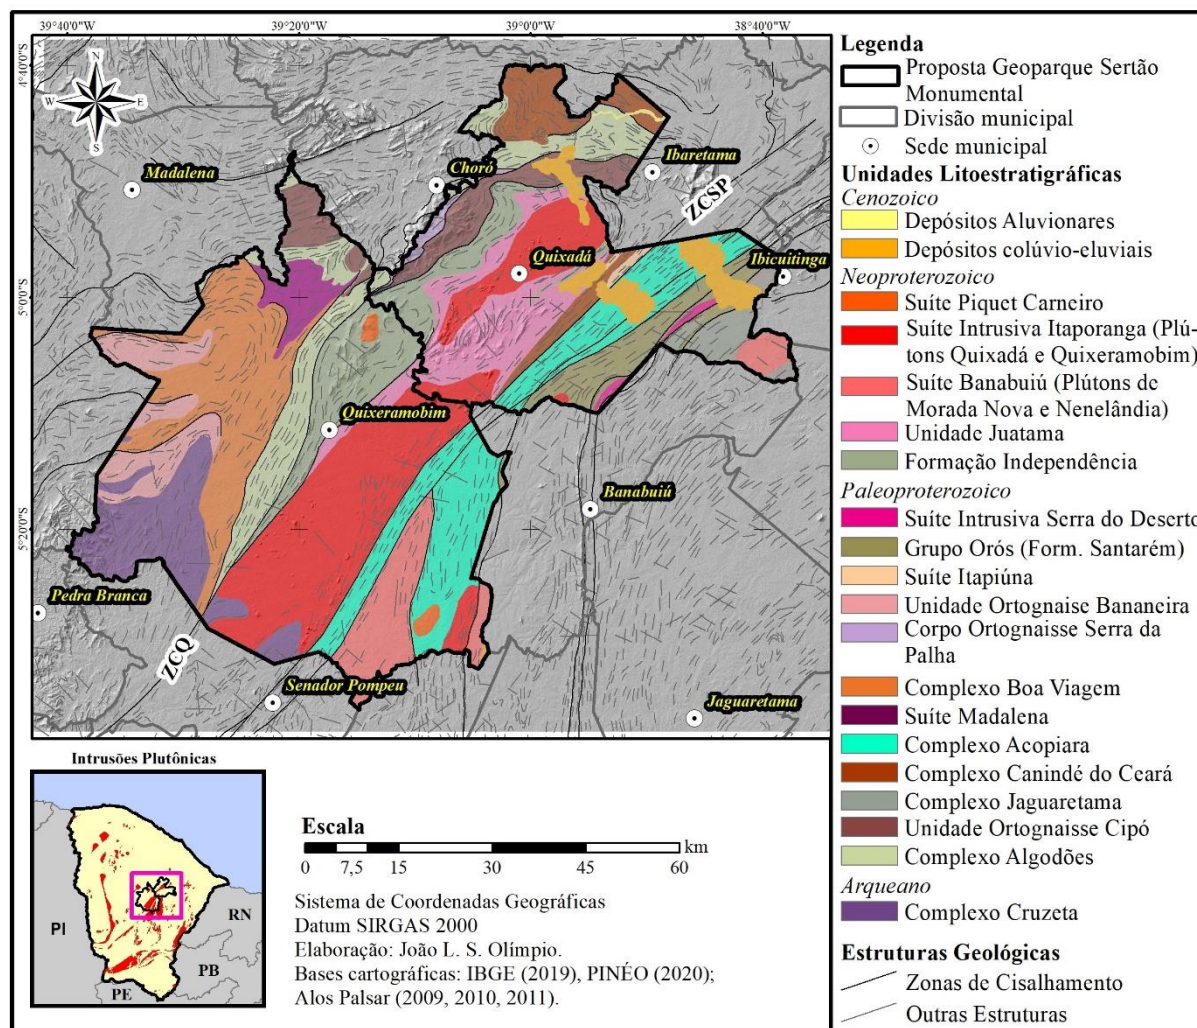 39°40'0"W
39°20'0"W
39°0'0"W
38°40'0"W
4°40'0"S
5°0'0"S
5°20'0"S
N
W
E
S
Madalena
Choró
Ibaretama
ZCSP
Quixadá
Ibicuitinga
Quixeramobim
Banabuiú
Pedra Branca
ZCQ
Senador Pompeu
Jaguaretama
Legenda
Proposta Geoparque Sertão
Monumental
Divisão municipal
Sede municipal
Unidades Litoestratigráficas
Cenozoico
Depósitos Aluvionares
Depósitos colúvio-eluviais
Neoproterozoico
Suíte Piquet Carneiro
Suíte Intrusiva Itaporanga (Plú-
tons Quixadá e Quixeramobim)
Suíte Banabuiú (Plútons de
Morada Nova e Nenelândia)
Unidade Juatama
Formação Independência
Paleoproterozoico
Suíte Intrusiva Serra do Deserto
Grupo Orós (Form. Santarém)
Suíte Itapiúna
Unidade Ortognaise Bananeira
Corpo Ortognaisse Serra da
Palha
Complexo Boa Viagem
Suíte Madalena
Complexo Acopiara
Complexo Canindé do Ceará
Complexo Jaguaretama
Unidade Ortognaisse Cipó
Complexo Algodões
Arqueano
Complexo Cruzeta
Estruturas Geológicas
Zonas de Cisalhamento
Outras Estruturas
Intrusões Plutônicas
PI
RN
PB
PE
Escala
km
0 7,5 15 30 45 60
Sistema de Coordenadas Geográficas
Datum SIRGAS 2000
Elaboração: João L. S. Olímpio.
Bases cartográficas: IBGE (2019), PINÉO (2020);
Alos Palsar (2009, 2010, 2011).